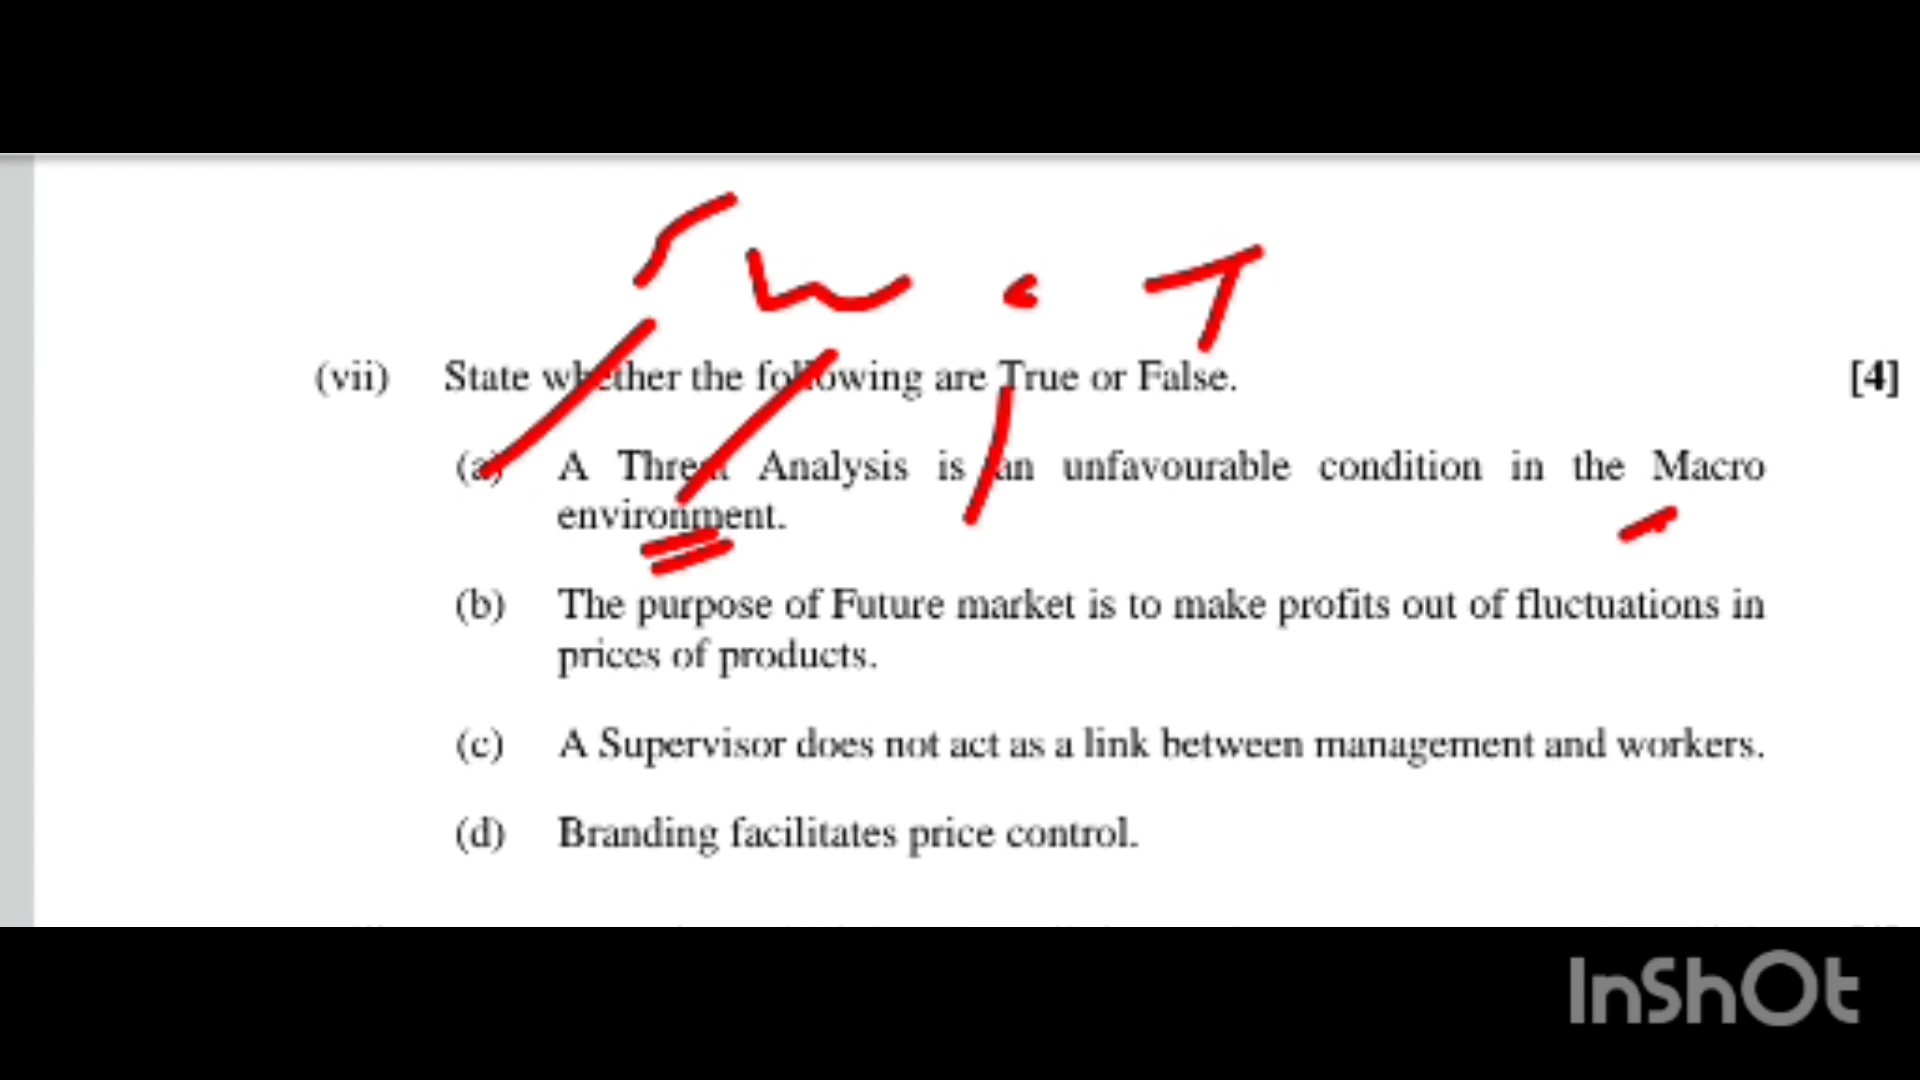 (vii) State whether the following are True or False. [4]
(a) A Threat Analysis is an unfavourable condition in the Macro
environment.
(b) The purpose of Future market is to make profits out of fluctuations in
prices of products.
(c) A Supervisor does not act as a link between management and workers.
(d) Branding facilitates price control.
InShOt